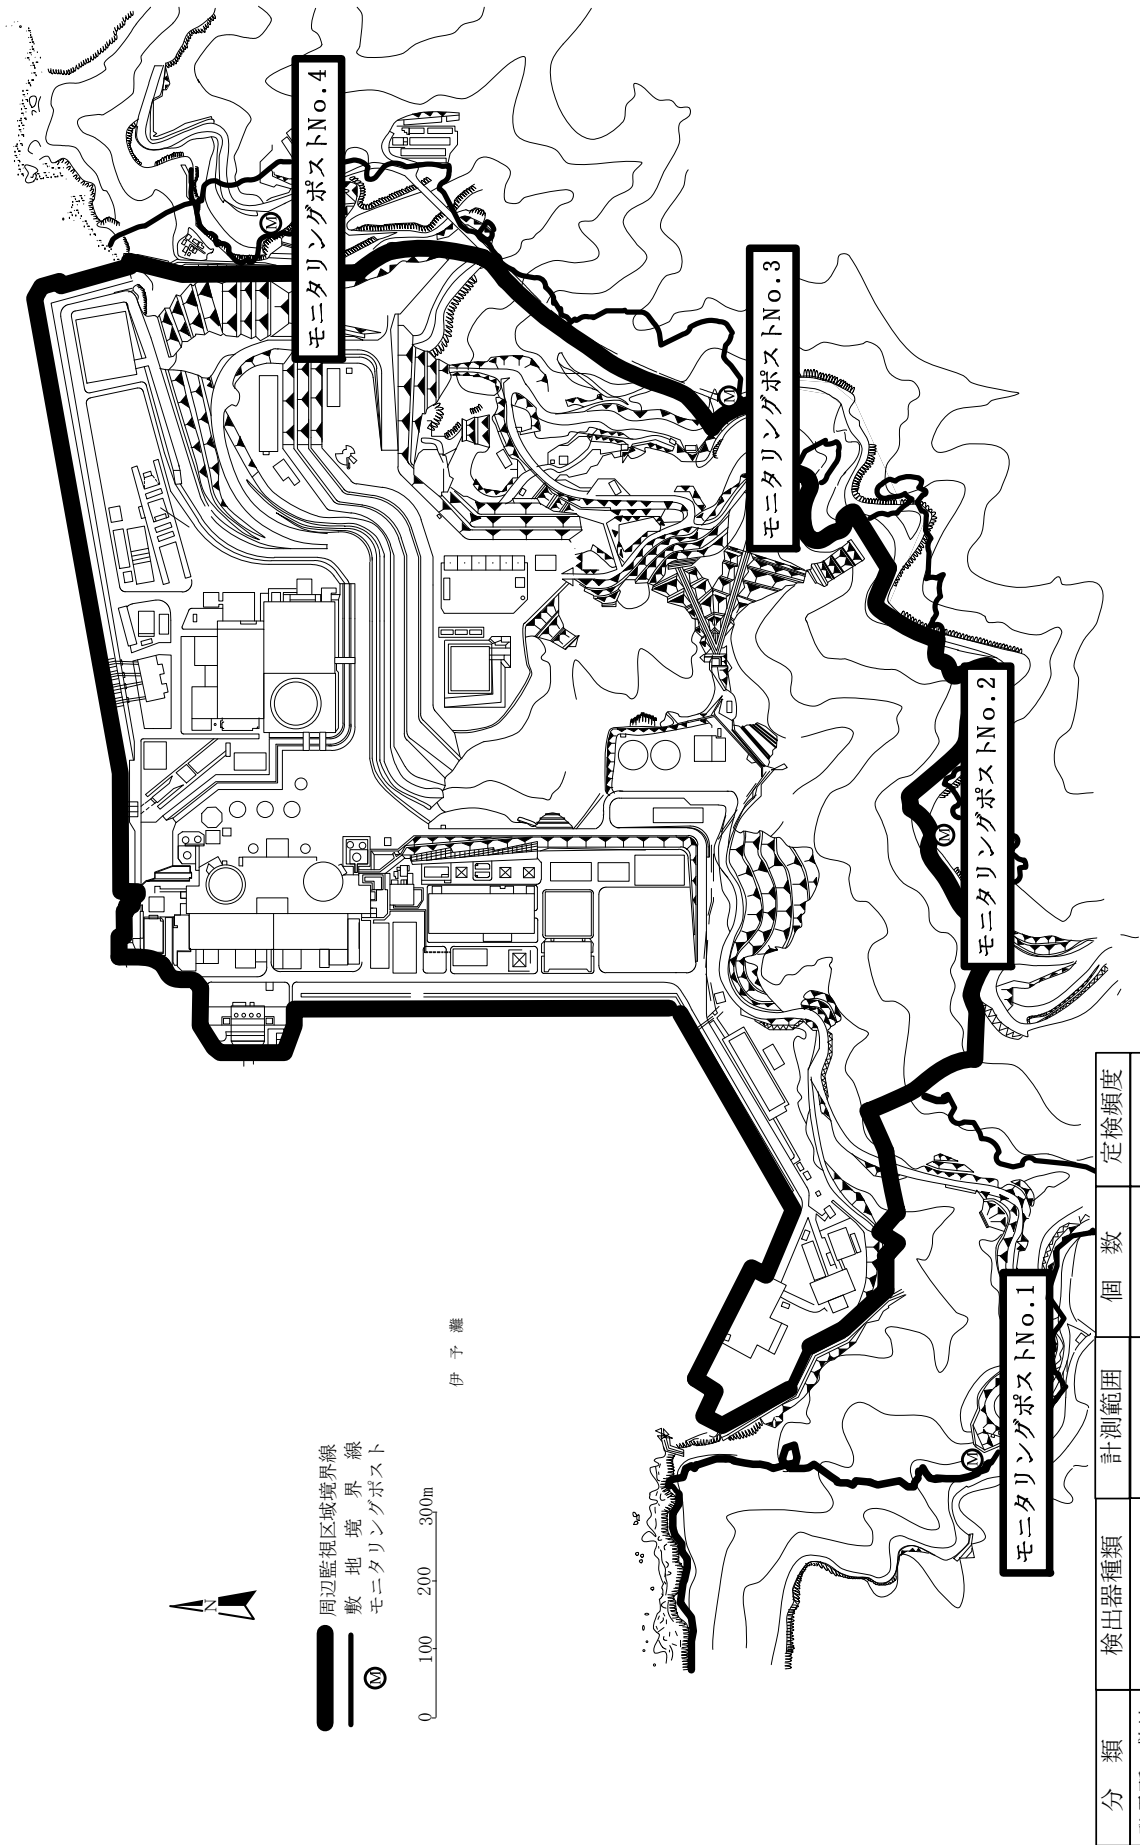 モニタリングポストNo.4
モニタリングポストNo.3
モニタリングポストNo.2
モニタリングポストNo.1
M
M
M
M
伊予灘
N
周辺監視区域境界線
敷地境界線
Ⓜ モニタリングポスト
0 100 200 300m
分類 検出器種類 計測範囲 個数 定検頻度